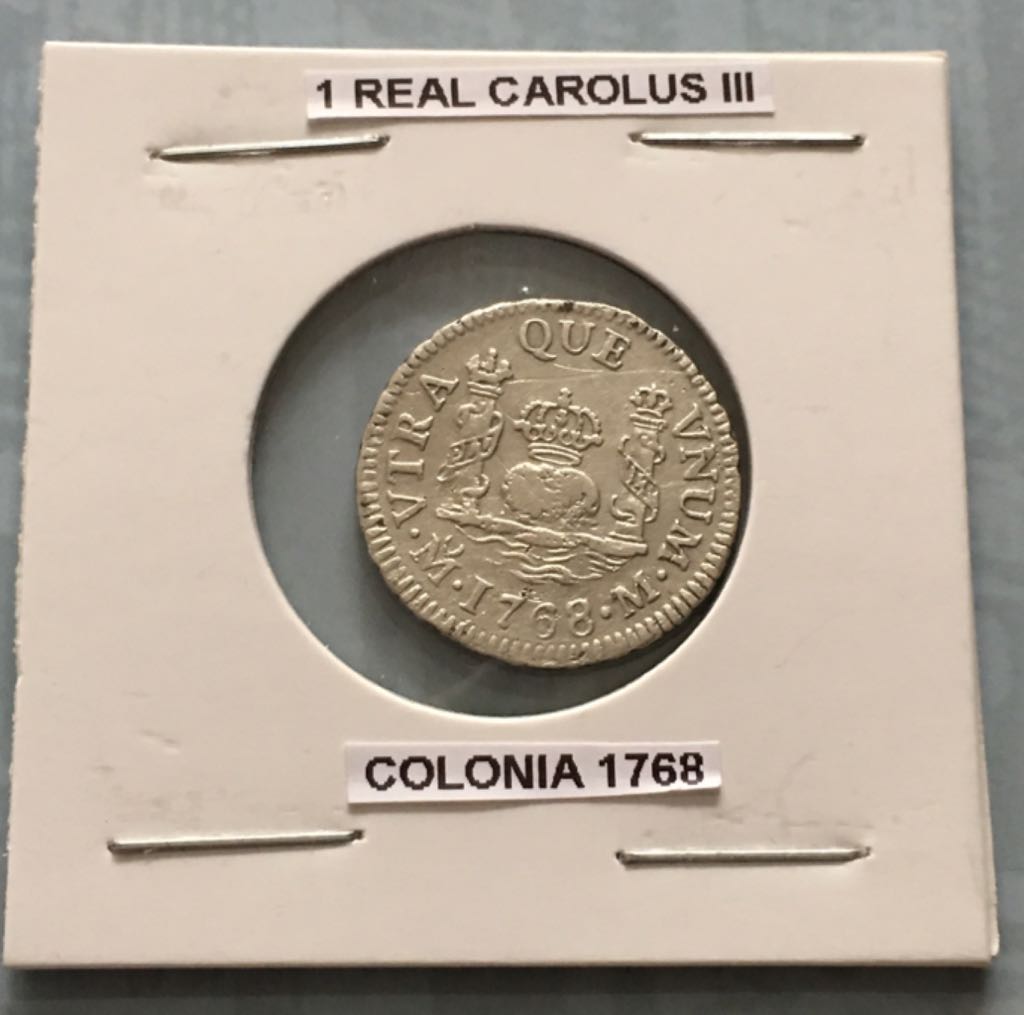 1 REAL CAROLUS III
VTRA QUE VNUM
M · 1768 · M ·
COLONIA 1768